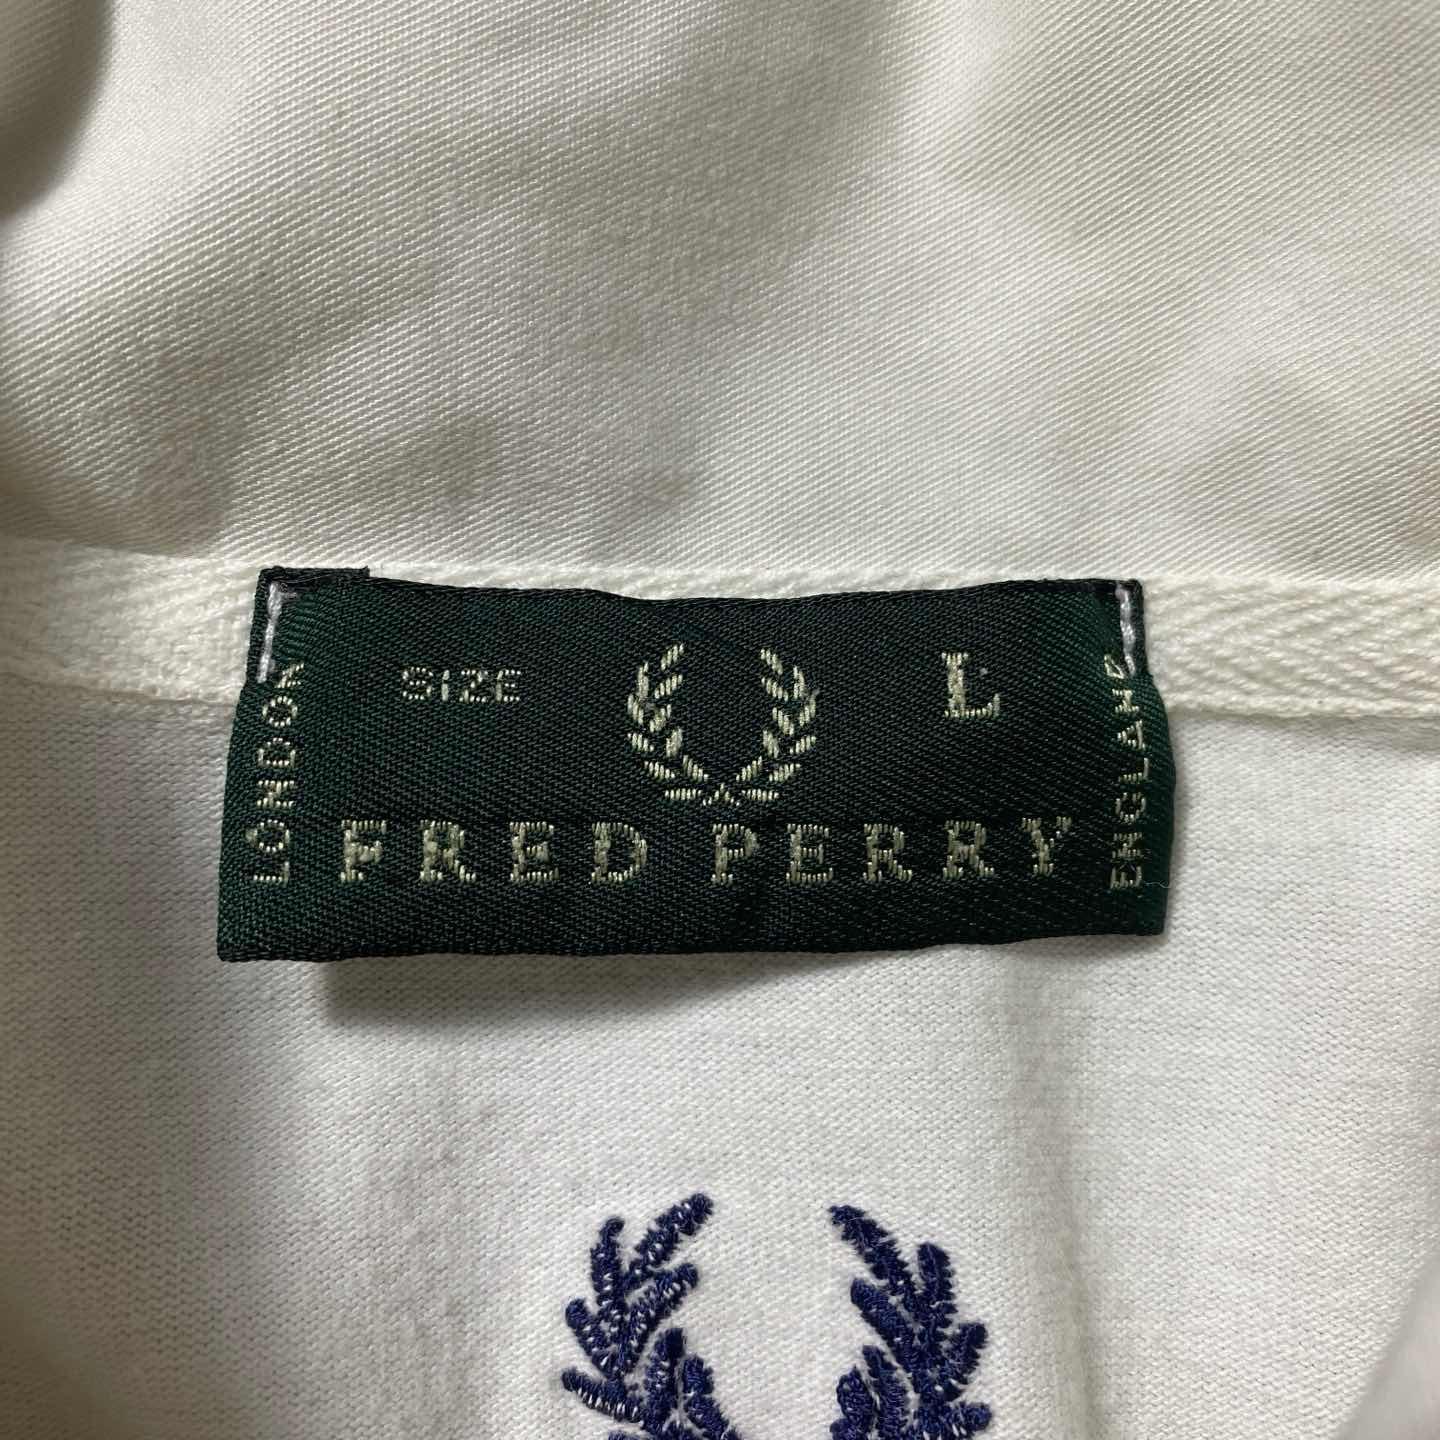 SIZE L
FRED PERRY
LONDON
ENGLAND